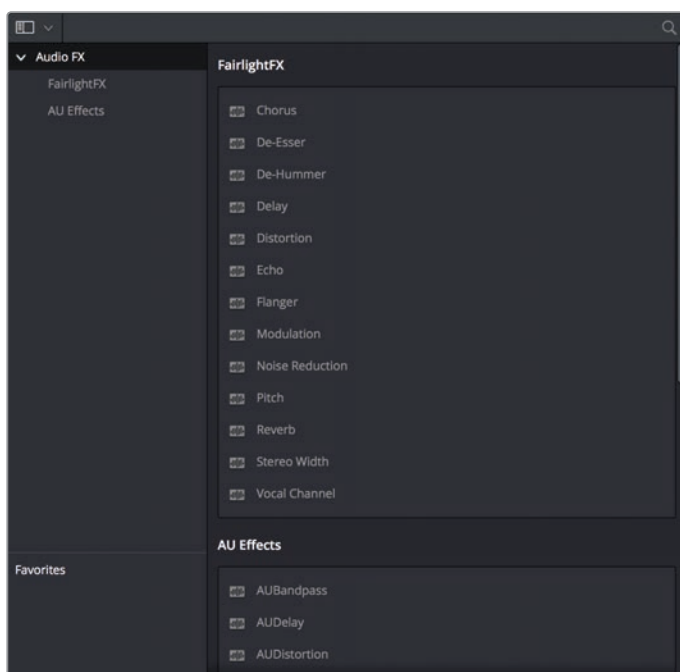 Audio FX
FairlightFX
AU Effects
Favorites
FairlightFX
Chorus
De-Esser
De-Hummer
Delay
Distortion
Echo
Flanger
Modulation
Noise Reduction
Pitch
Reverb
Stereo Width
Vocal Channel
AU Effects
AUBandpass
AUDelay
AUDistortion